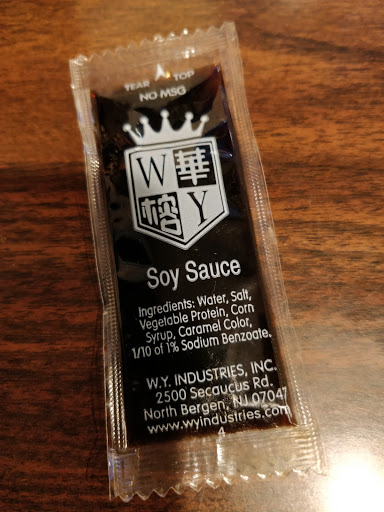 TEAR TOP
NO MSG
W 華
榕 Y
Soy Sauce
Ingredients: Water, Salt,
Vegetable Protein, Corn
Syrup, Caramel Color,
1/10 of 1% Sodium Benzoate.
W.Y. INDUSTRIES, INC.
2500 Secaucus Rd.
North Bergen, NJ 07047
www.wyindustries.com
4